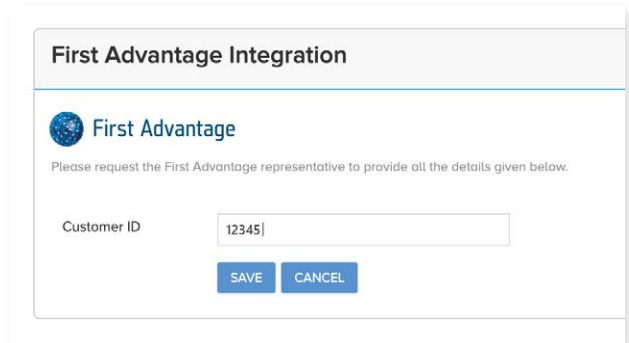 First Advantage Integration
First Advantage
Please request the First Advantage representative to provide all the details given below.
Customer ID
12345
SAVE CANCEL